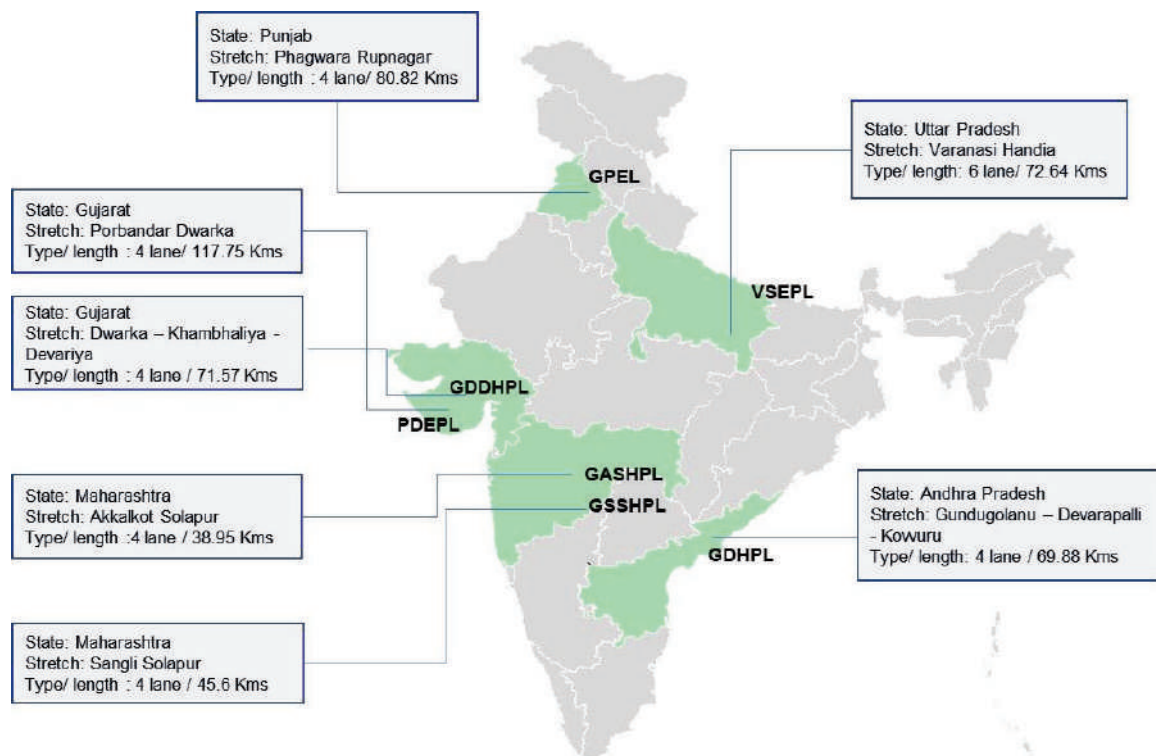 State: Punjab
Stretch: Phagwara Rupnagar
Type/ length : 4 lane/ 80.82 Kms
State: Uttar Pradesh
Stretch: Varanasi Handia
Type/ length: 6 lane/ 72.64 Kms
GPEL
State: Gujarat
Stretch: Porbandar Dwarka
Type/ length : 4 lane/ 117.75 Kms
VSEPL
State: Gujarat
Stretch: Dwarka – Khambhaliya -
Devariya
Type/ length : 4 lane / 71.57 Kms
GDDHPL
PDEPL
State: Maharashtra
Stretch: Akkalkot Solapur
Type/ length :4 lane / 38.95 Kms
GASHPL
GSSHPL
State: Andhra Pradesh
Stretch: Gundugolanu – Devarapalli
- Kowuru
Type/ length: 4 lane / 69.88 Kms
GDHPL
State: Maharashtra
Stretch: Sangli Solapur
Type/ length : 4 lane / 45.6 Kms